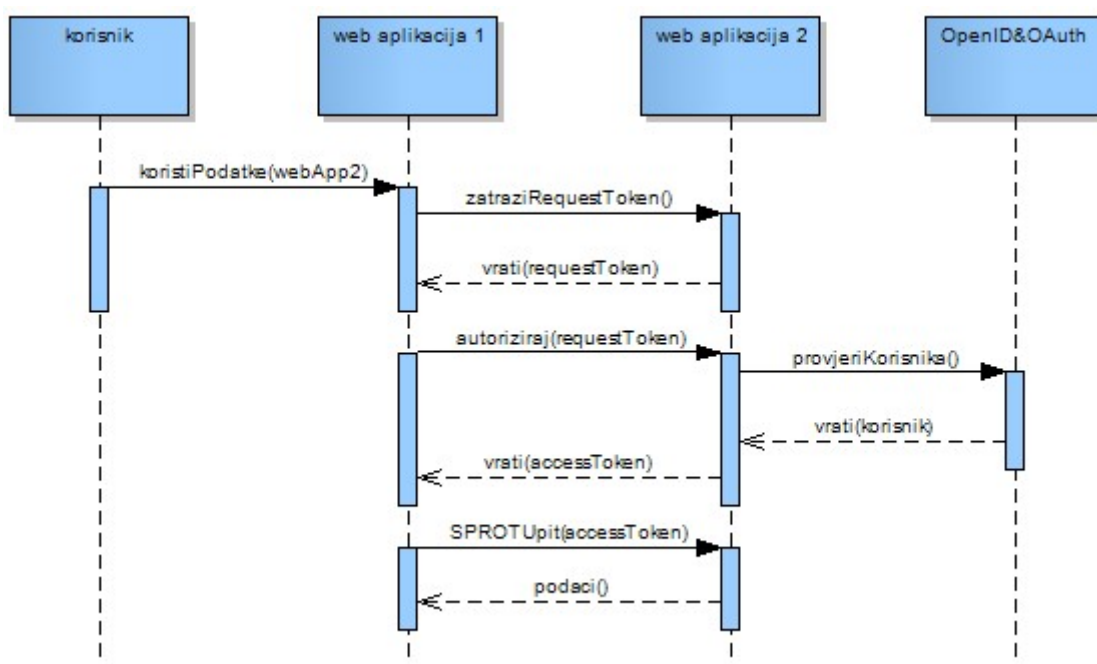 korisnik
web aplikacija 1
web aplikacija 2
OpenID&OAuth
koristiPodatke(webApp2)
zatraziRequestToken()
vrati(requestToken)
autoriziraj(requestToken)
provjeriKorisnika()
vrati(korisnik)
vrati(accessToken)
SPROTUpit(accessToken)
podaci()